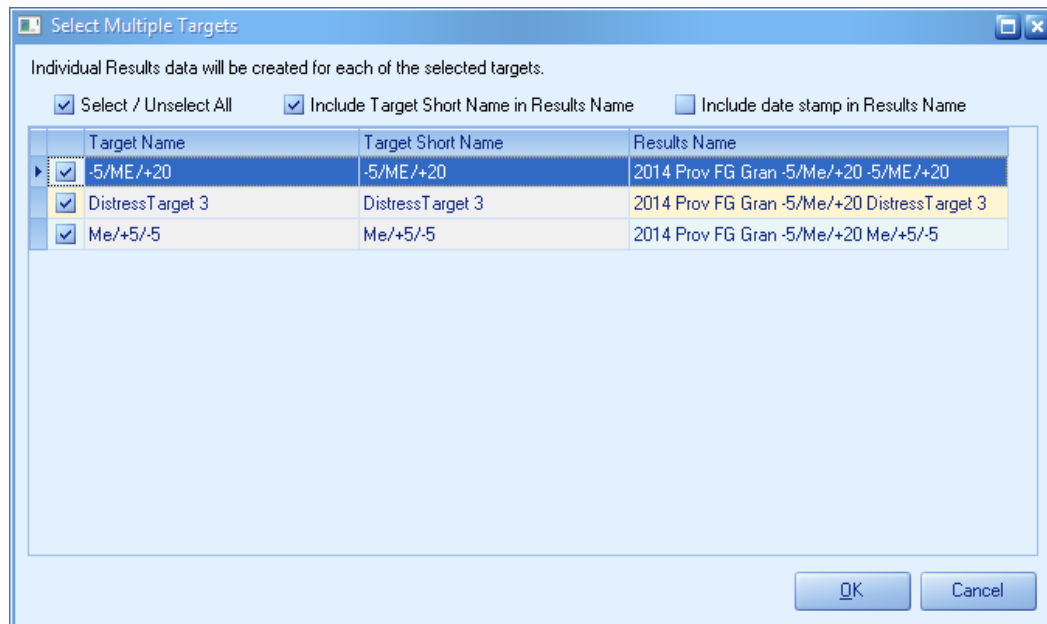 Select Multiple Targets
Individual Results data will be created for each of the selected targets.
Select / Unselect All Include Target Short Name in Results Name Include date stamp in Results Name
Target Name Target Short Name Results Name
-5/ME/+20 -5/ME/+20 2014 Prov FG Gran -5/Me/+20 -5/ME/+20
DistressTarget 3 DistressTarget 3 2014 Prov FG Gran -5/Me/+20 DistressTarget 3
Me/+5/-5 Me/+5/-5 2014 Prov FG Gran -5/Me/+20 Me/+5/-5
OK Cancel